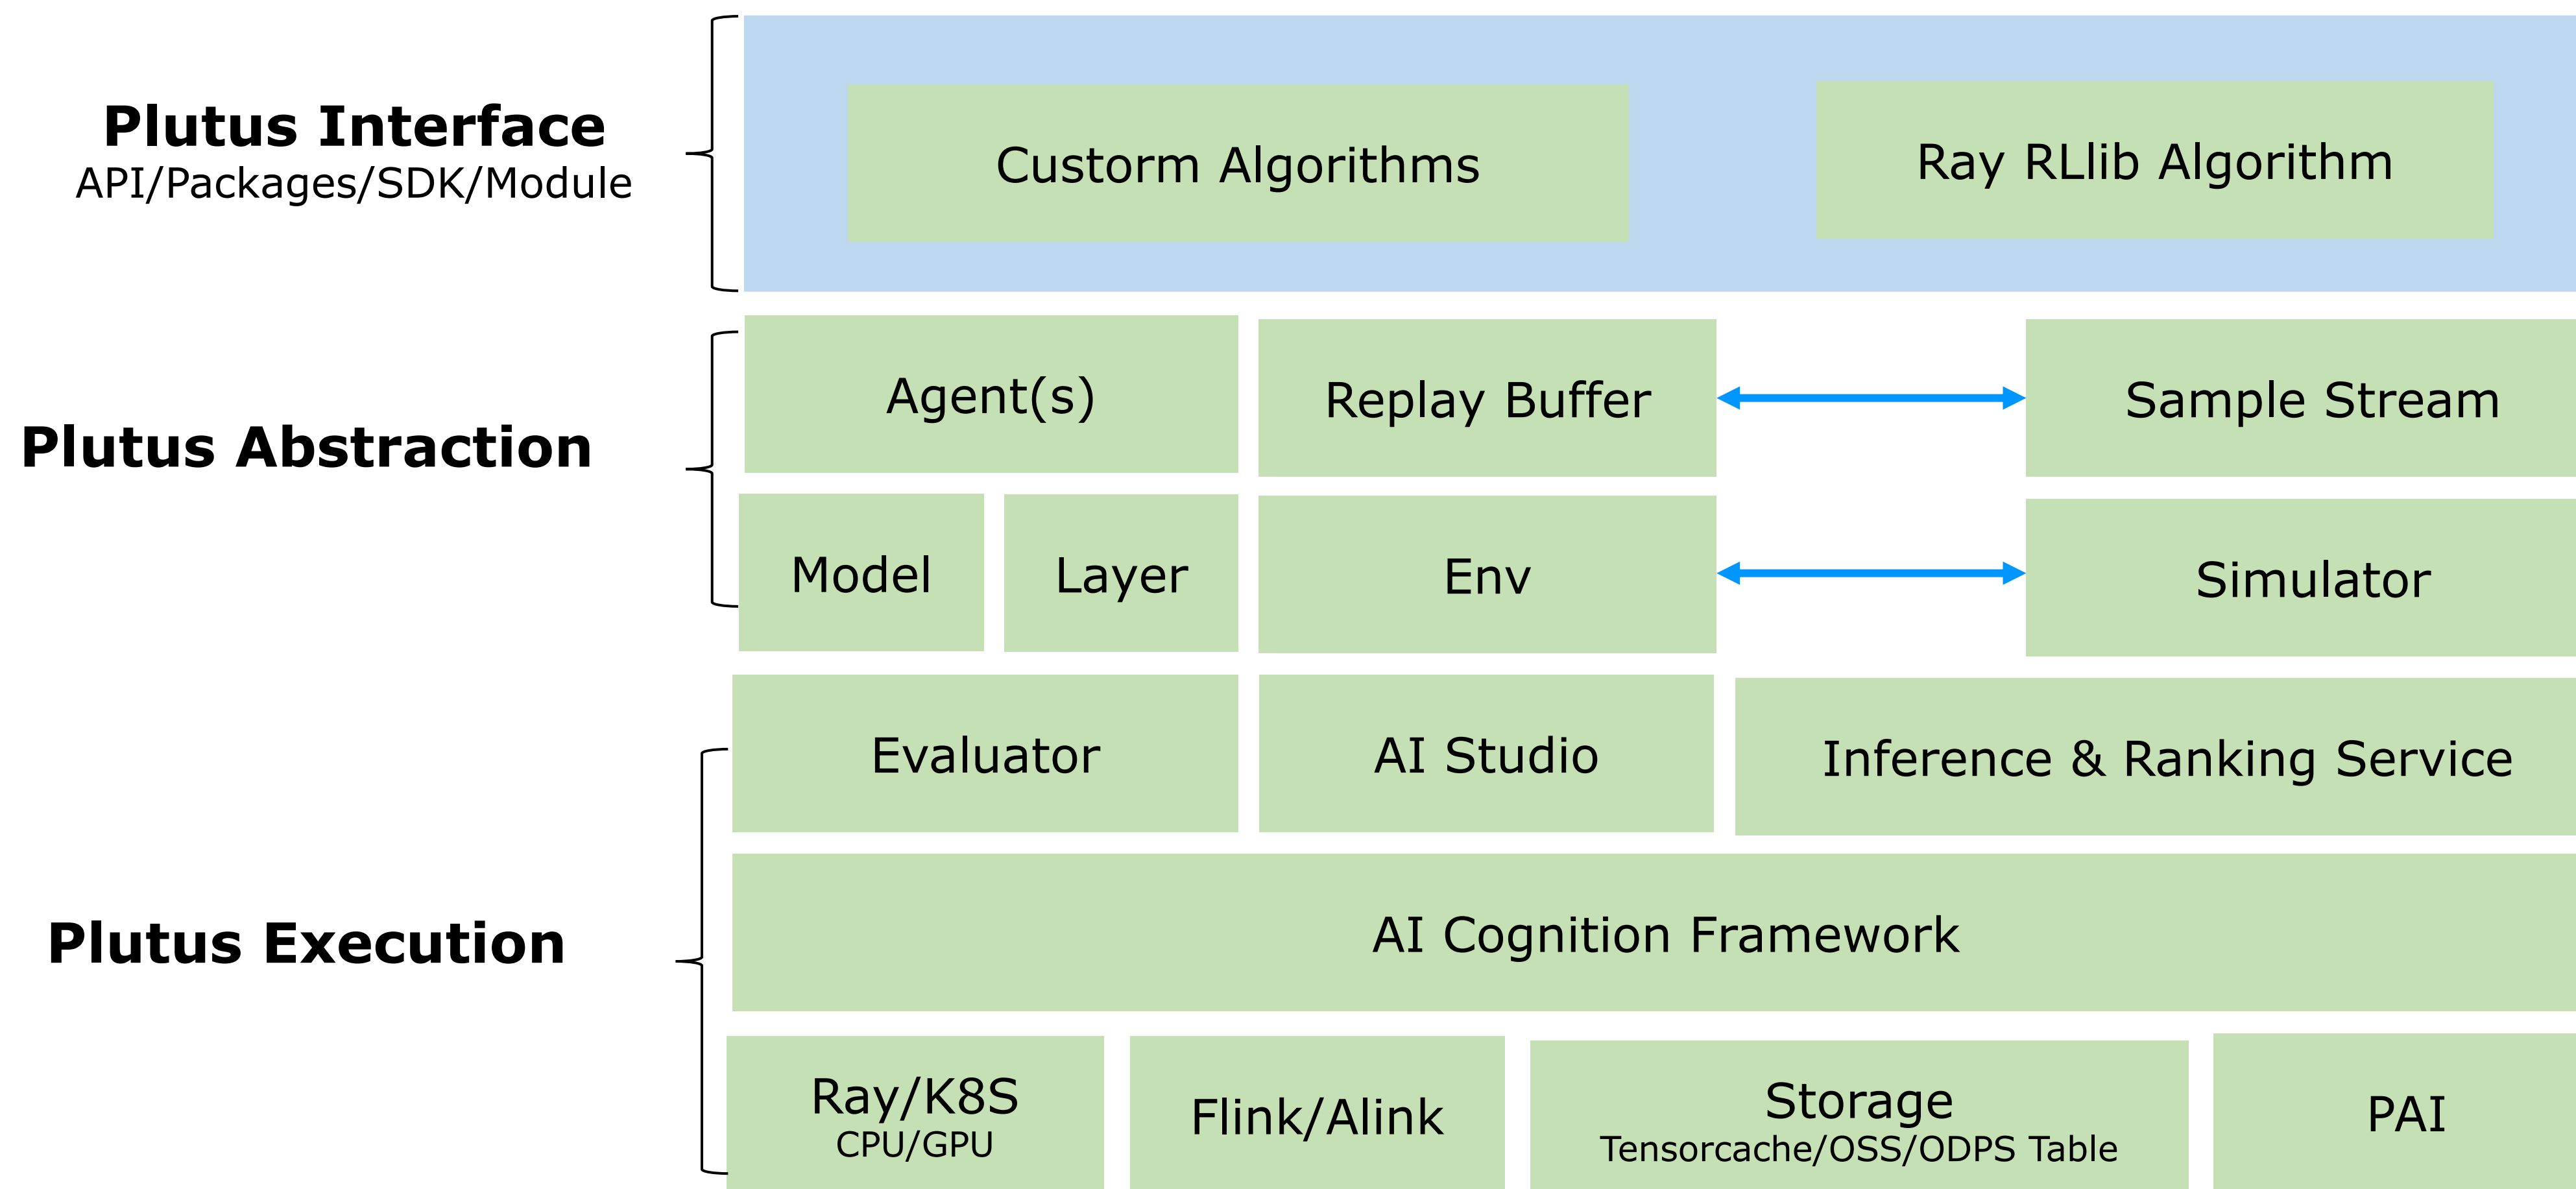 Plutus Interface
API/Packages/SDK/Module
Custorm Algorithms
Ray RLlib Algorithm
Plutus Abstraction
Agent(s)
Replay Buffer
Sample Stream
Model
Layer
Env
Simulator
Plutus Execution
Evaluator
AI Studio
Inference & Ranking Service
AI Cognition Framework
Ray/K8S
CPU/GPU
Flink/Alink
Storage
Tensorcache/OSS/ODPS Table
PAI